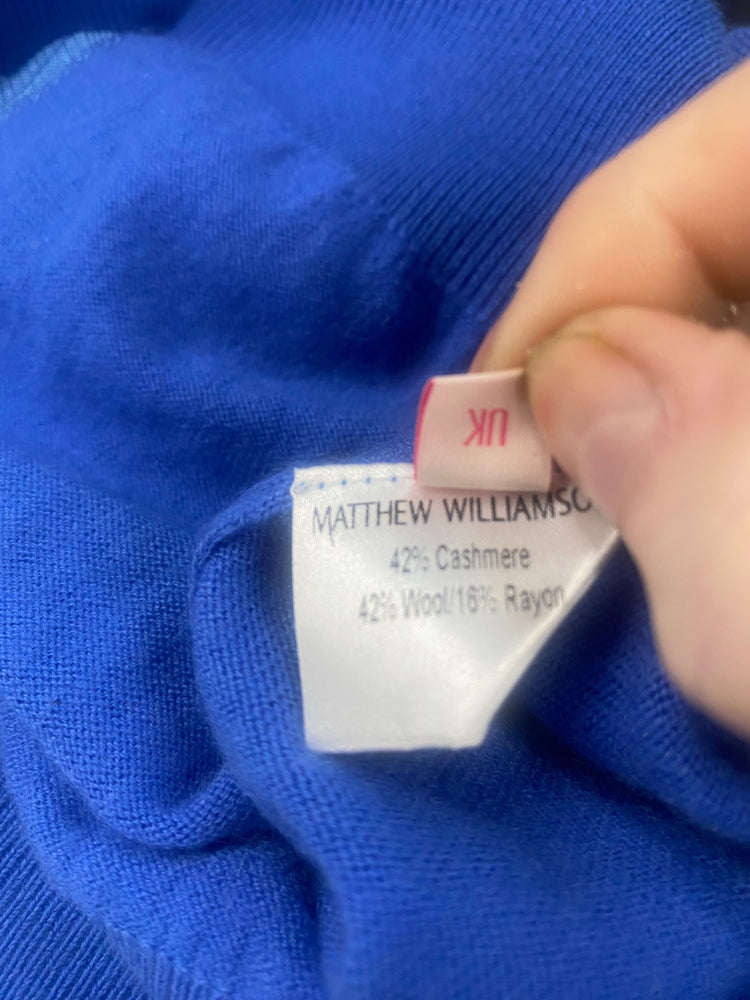 UK
MATTHEW WILLIAMSO
42% Cashmere
42% Wool/16% Rayon